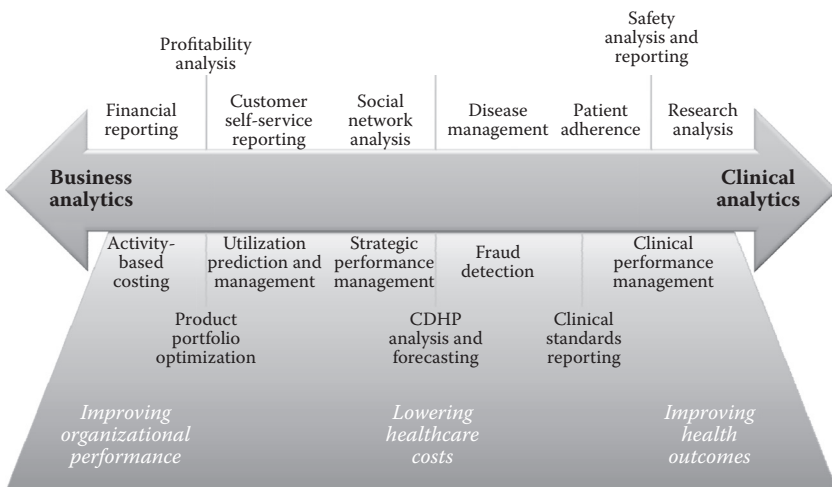 Safety
analysis and
reporting
Profitability
analysis
Financial
reporting
Customer
self-service
reporting
Social
network
analysis
Disease
management
Patient
adherence
Research
analysis
Business
analytics
Clinical
analytics
Activity-
based
costing
Utilization
prediction and
management
Strategic
performance
management
Fraud
detection
Clinical
performance
management
Product
portfolio
optimization
CDHP
analysis and
forecasting
Clinical
standards
reporting
Improving
organizational
performance
Lowering
healthcare
costs
Improving
health
outcomes